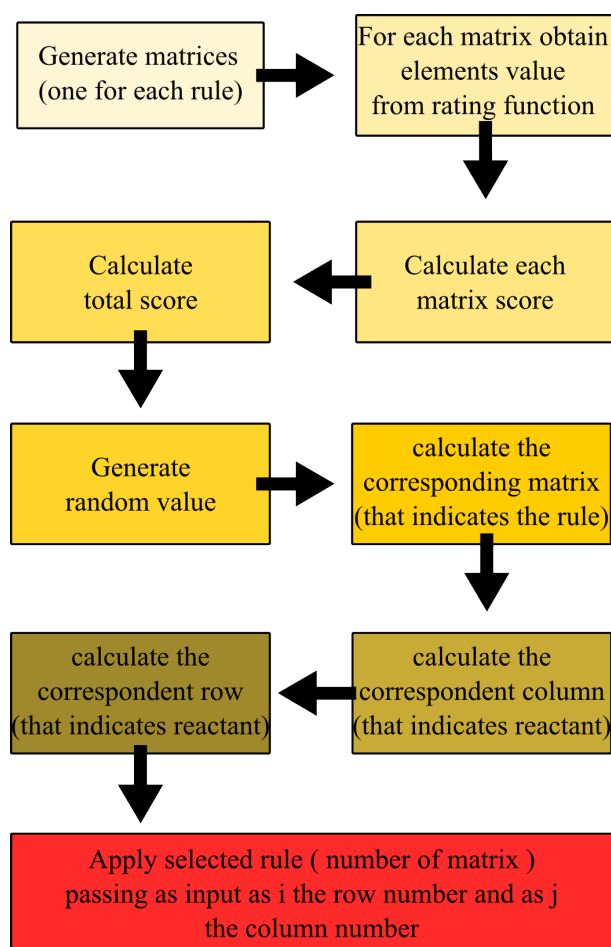 Generate matrices
(one for each rule)
For each matrix obtain
elements value
from rating function
Calculate each
matrix score
Calculate
total score
Generate
random value
calculate the
corresponding matrix
(that indicates the rule)
calculate the
correspondent column
(that indicates reactant)
calculate the
correspondent row
(that indicates reactant)
Apply selected rule ( number of matrix )
passing as input as i the row number and as j
the column number